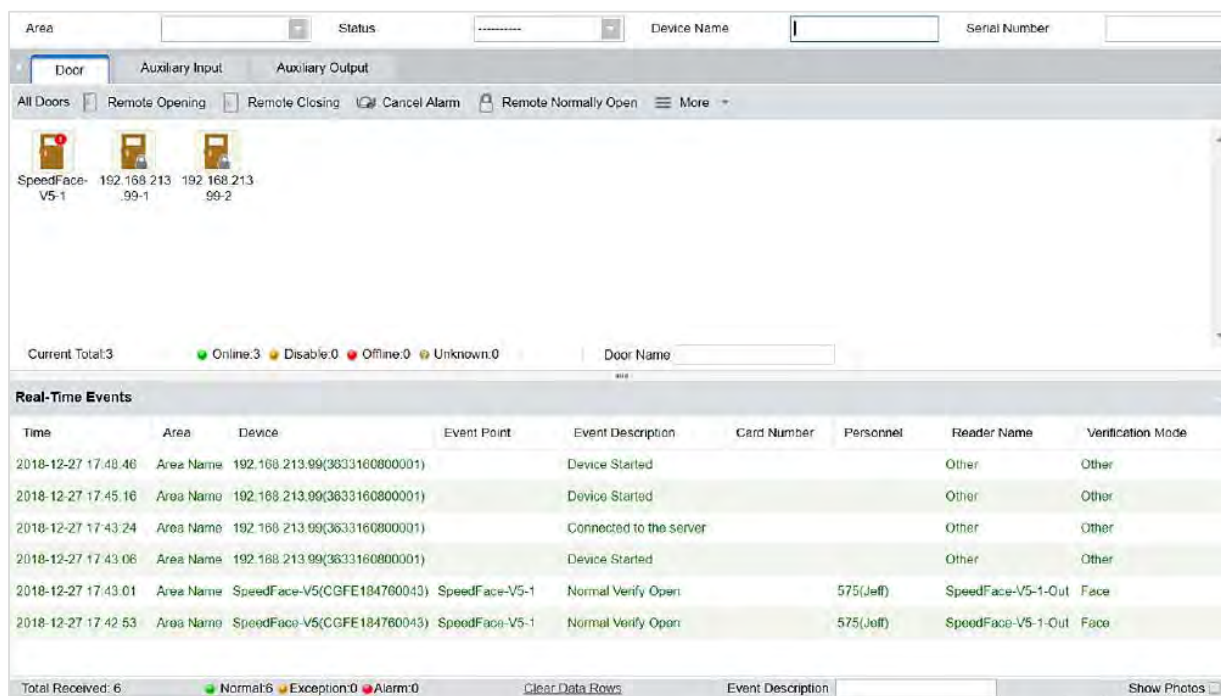 Area Status ---------- Device Name Serial Number
Door Auxiliary Input Auxiliary Output
All Doors Remote Opening Remote Closing Cancel Alarm Remote Normally Open More
SpeedFace-V5-1
192.168.213.99-1
192.168.213.99-2
Current Total:3 Online:3 Disable:0 Offline:0 Unknown:0 Door Name
Real-Time Events
Time Area Device Event Point Event Description Card Number Personnel Reader Name Verification Mode
2018-12-27 17:48:46 Area Name 192.168.213.99(3633160800001) Device Started Other Other
2018-12-27 17:45:16 Area Name 192.168.213.99(3633160800001) Device Started Other Other
2018-12-27 17:43:24 Area Name 192.168.213.99(3633160800001) Connected to the server Other Other
2018-12-27 17:43:06 Area Name 192.168.213.99(3633160800001) Device Started Other Other
2018-12-27 17:43:01 Area Name SpeedFace-V5(CGFE184760043) SpeedFace-V5-1 Normal Verify Open 575(Jeff) SpeedFace-V5-1-Out Face
2018-12-27 17:42:53 Area Name SpeedFace-V5(CGFE184760043) SpeedFace-V5-1 Normal Verify Open 575(Jeff) SpeedFace-V5-1-Out Face
Total Received: 6 Normal:6 Exception:0 Alarm:0 Clear Data Rows Event Description Show Photos